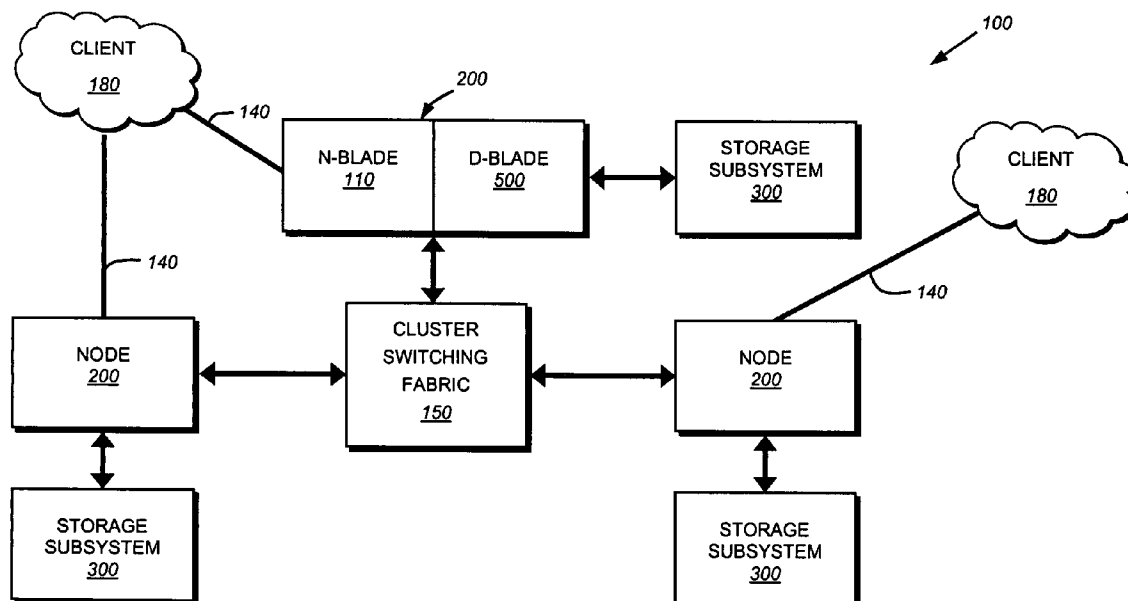 CLIENT
180
140
200
100
N-BLADE
110
D-BLADE
500
STORAGE
SUBSYSTEM
300
CLIENT
180
140
140
NODE
200
CLUSTER
SWITCHING
FABRIC
150
NODE
200
STORAGE
SUBSYSTEM
300
STORAGE
SUBSYSTEM
300